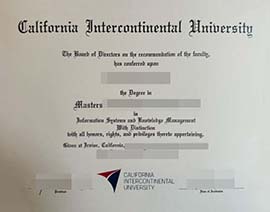 California Intercontinental University
The Board of Directors on the recommendation of the faculty,
has conferred upon
the Degree in
Masters
in
Information Systems and Knowledge Management
With Distinction
with all honors, rights, and privileges thereto appertaining.
Given at Irvine, California,
CALIFORNIA
INTERCONTINENTAL
UNIVERSITY
President